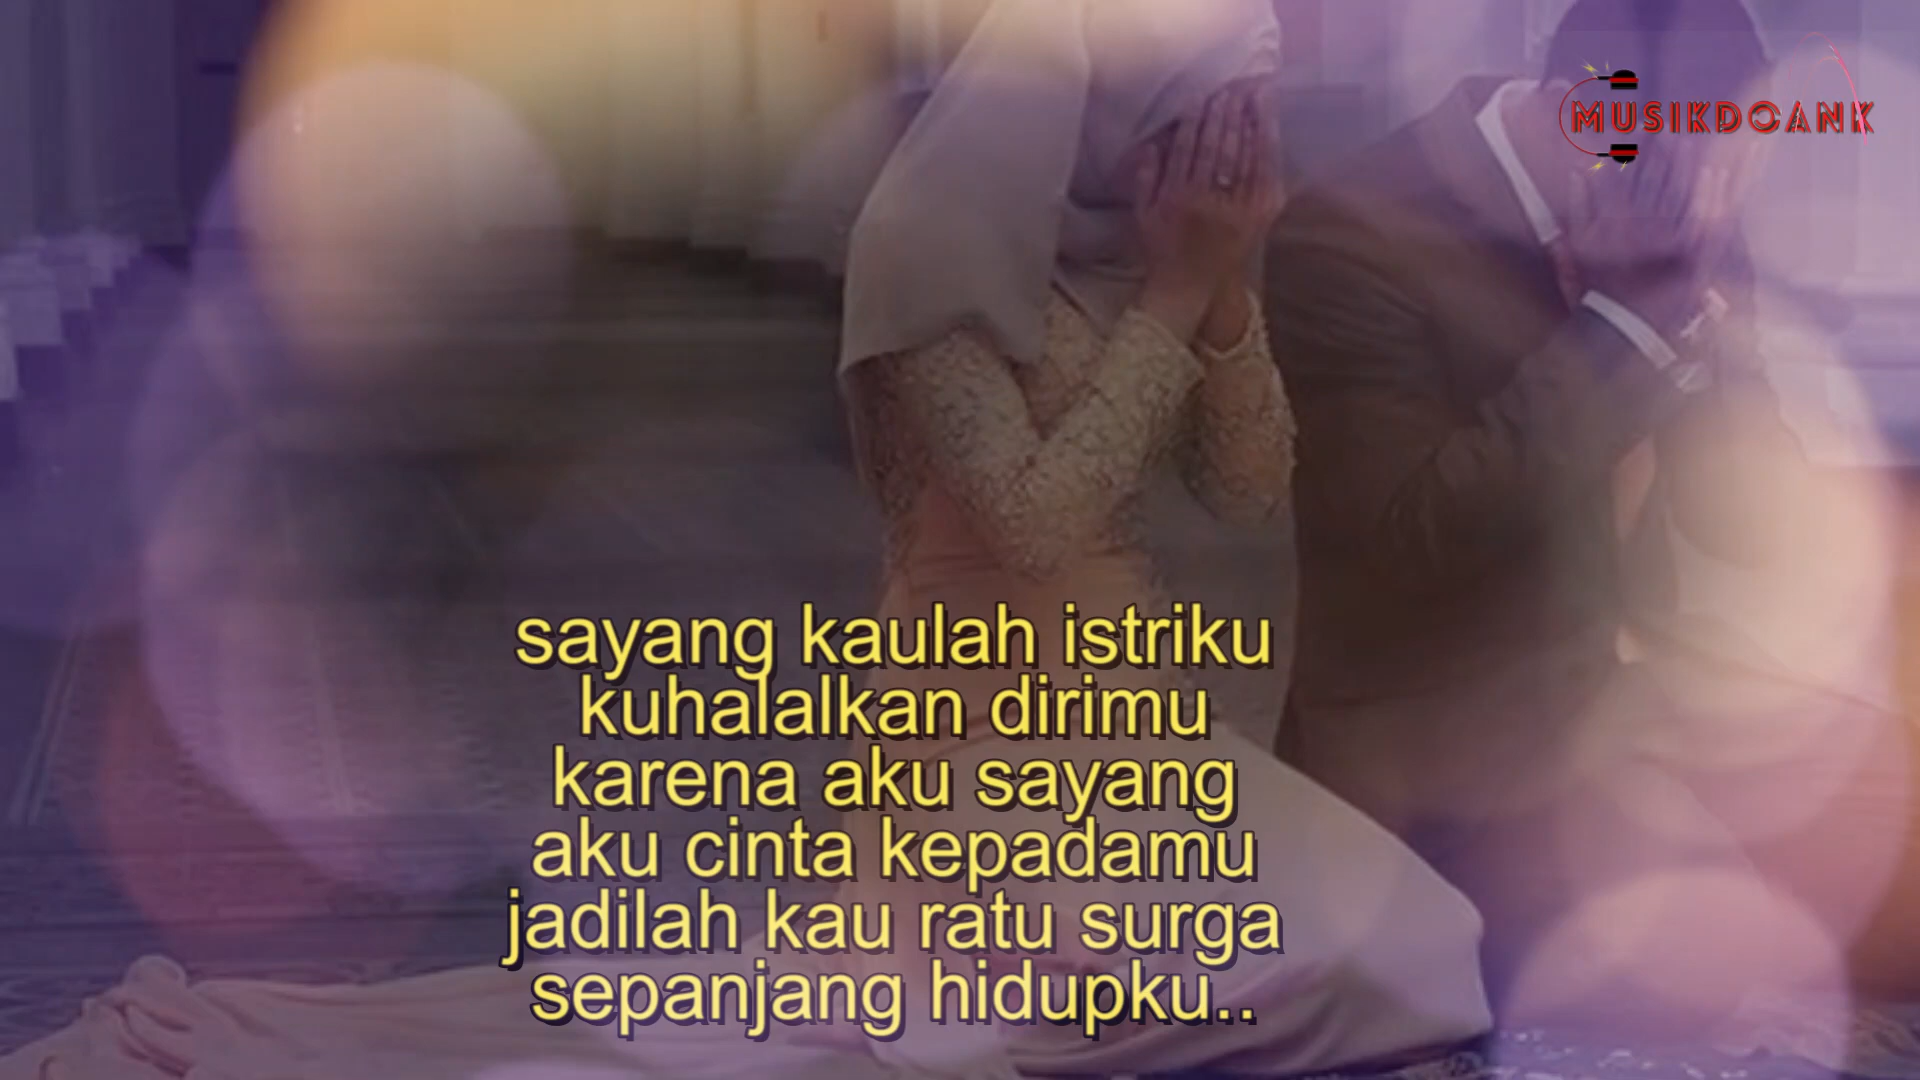 MUSIKDOANK
sayang kaulah istriku
kuhalalkan dirimu
karena aku sayang
aku cinta kepadamu
jadilah kau ratu surga
sepanjang hidupku..